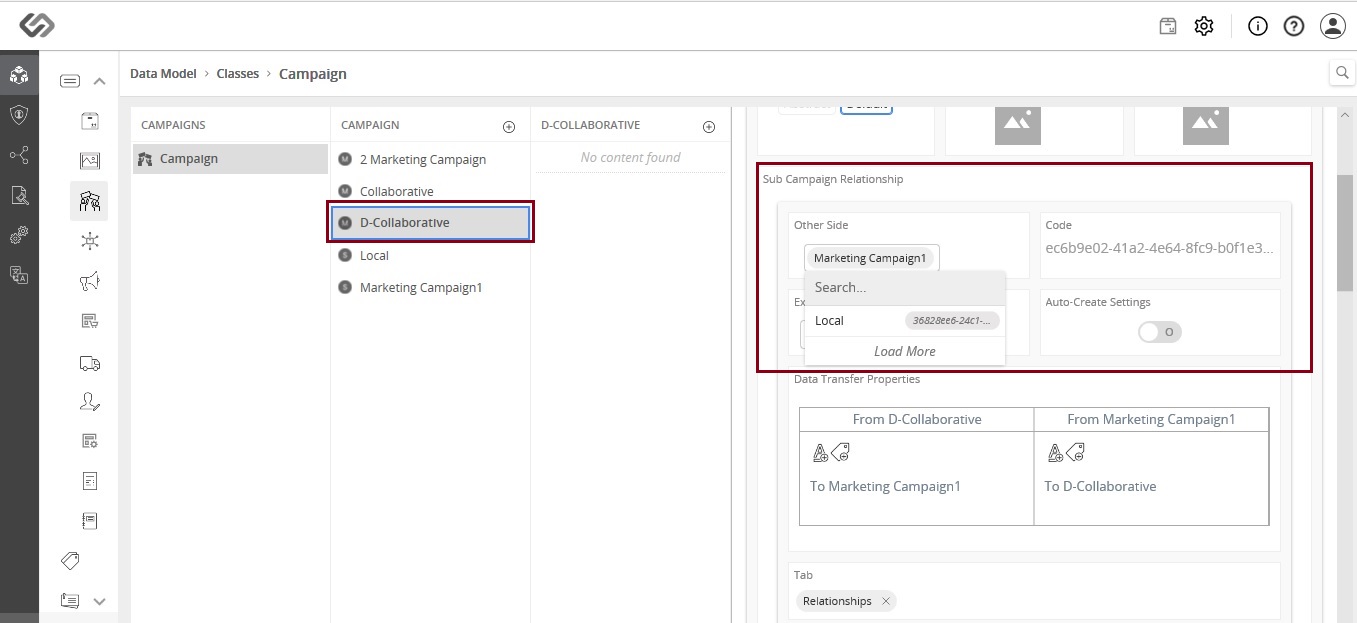 Data Model > Classes > Campaign
CAMPAIGNS
Campaign
CAMPAIGN
M 2 Marketing Campaign
M Collaborative
M D-Collaborative
S Local
S Marketing Campaign1
D-COLLABORATIVE
No content found
Default
Sub Campaign Relationship
Other Side
Marketing Campaign1
Search...
Local 36828ee6-24c1-...
Load More
Code
ec6b9e02-41a2-4e64-8fc9-b0f1e3...
Ex
Auto-Create Settings
O
Data Transfer Properties
From D-Collaborative
From Marketing Campaign1
To Marketing Campaign1
To D-Collaborative
Tab
Relationships ×